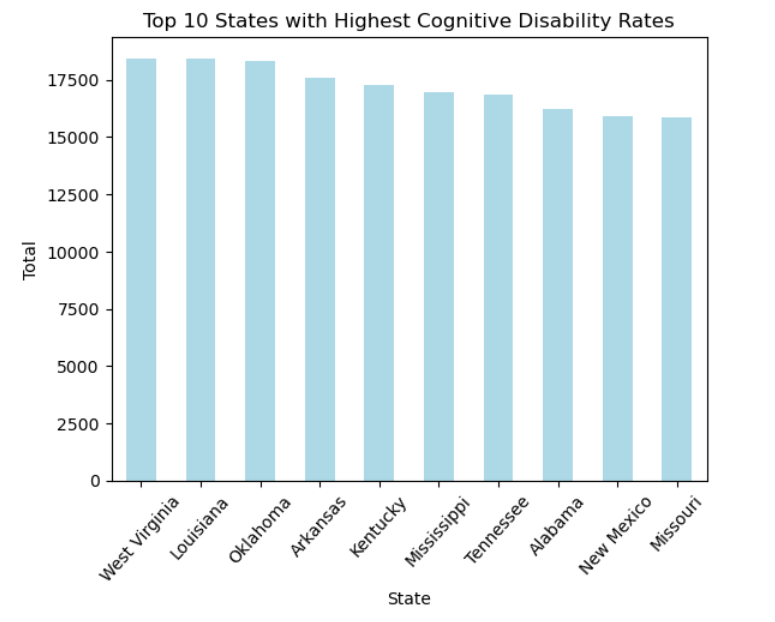 Top 10 States with Highest Cognitive Disability Rates
17500
15000
12500
10000
7500
5000
2500
0
Total
West Virginia
Louisiana
Oklahoma
Arkansas
Kentucky
Mississippi
Tennessee
Alabama
New Mexico
Missouri
State